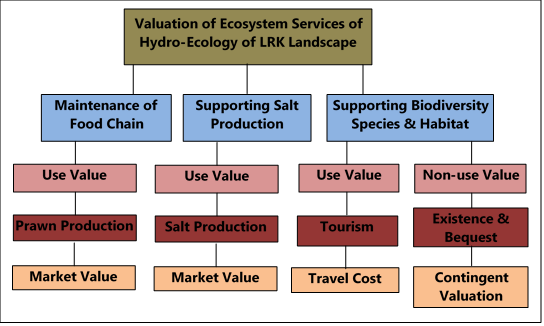 Valuation of Ecosystem Services of
Hydro-Ecology of LRK Landscape
Maintenance of
Food Chain
Supporting Salt
Production
Supporting Biodiversity
Species & Habitat
Use Value
Use Value
Use Value
Non-use Value
Prawn Production
Salt Production
Tourism
Existence &
Bequest
Market Value
Market Value
Travel Cost
Contingent
Valuation